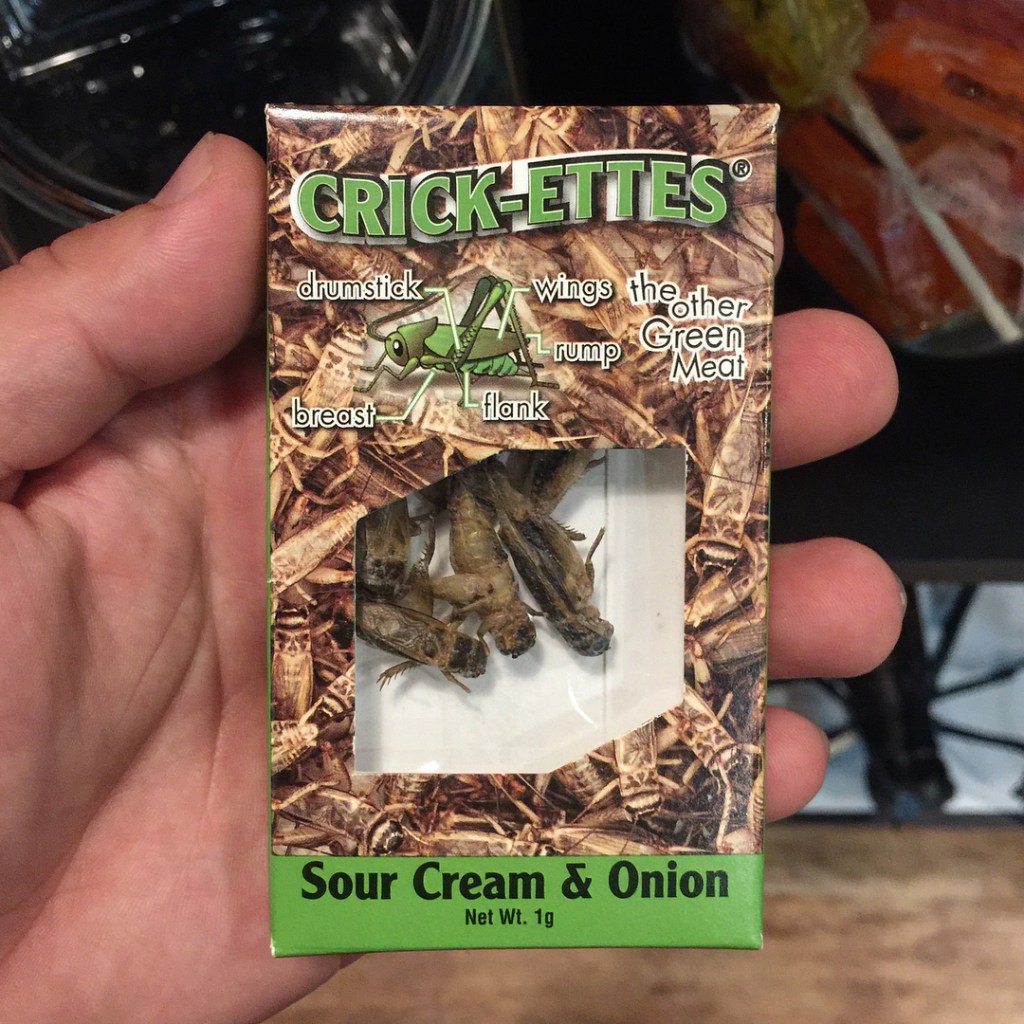 CRICK-ETTES®
drumstick
wings
rump
breast
flank
the
other
Green
Meat
Sour Cream & Onion
Net Wt. 1g